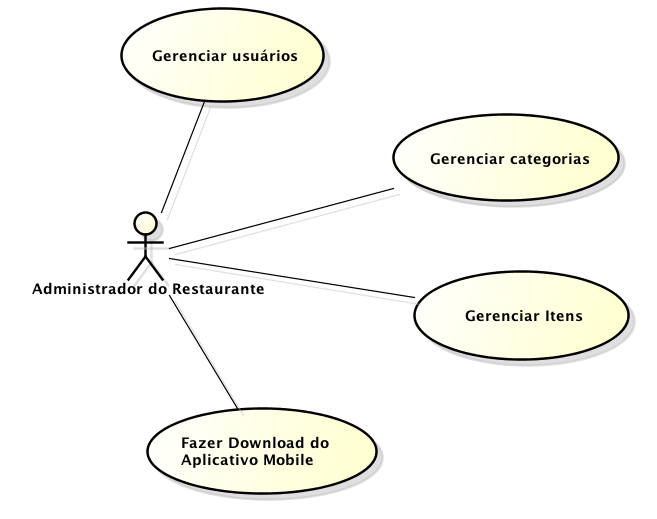 Gerenciar usuários
Gerenciar categorias
Administrador do Restaurante
Gerenciar Itens
Fazer Download do
Aplicativo Mobile